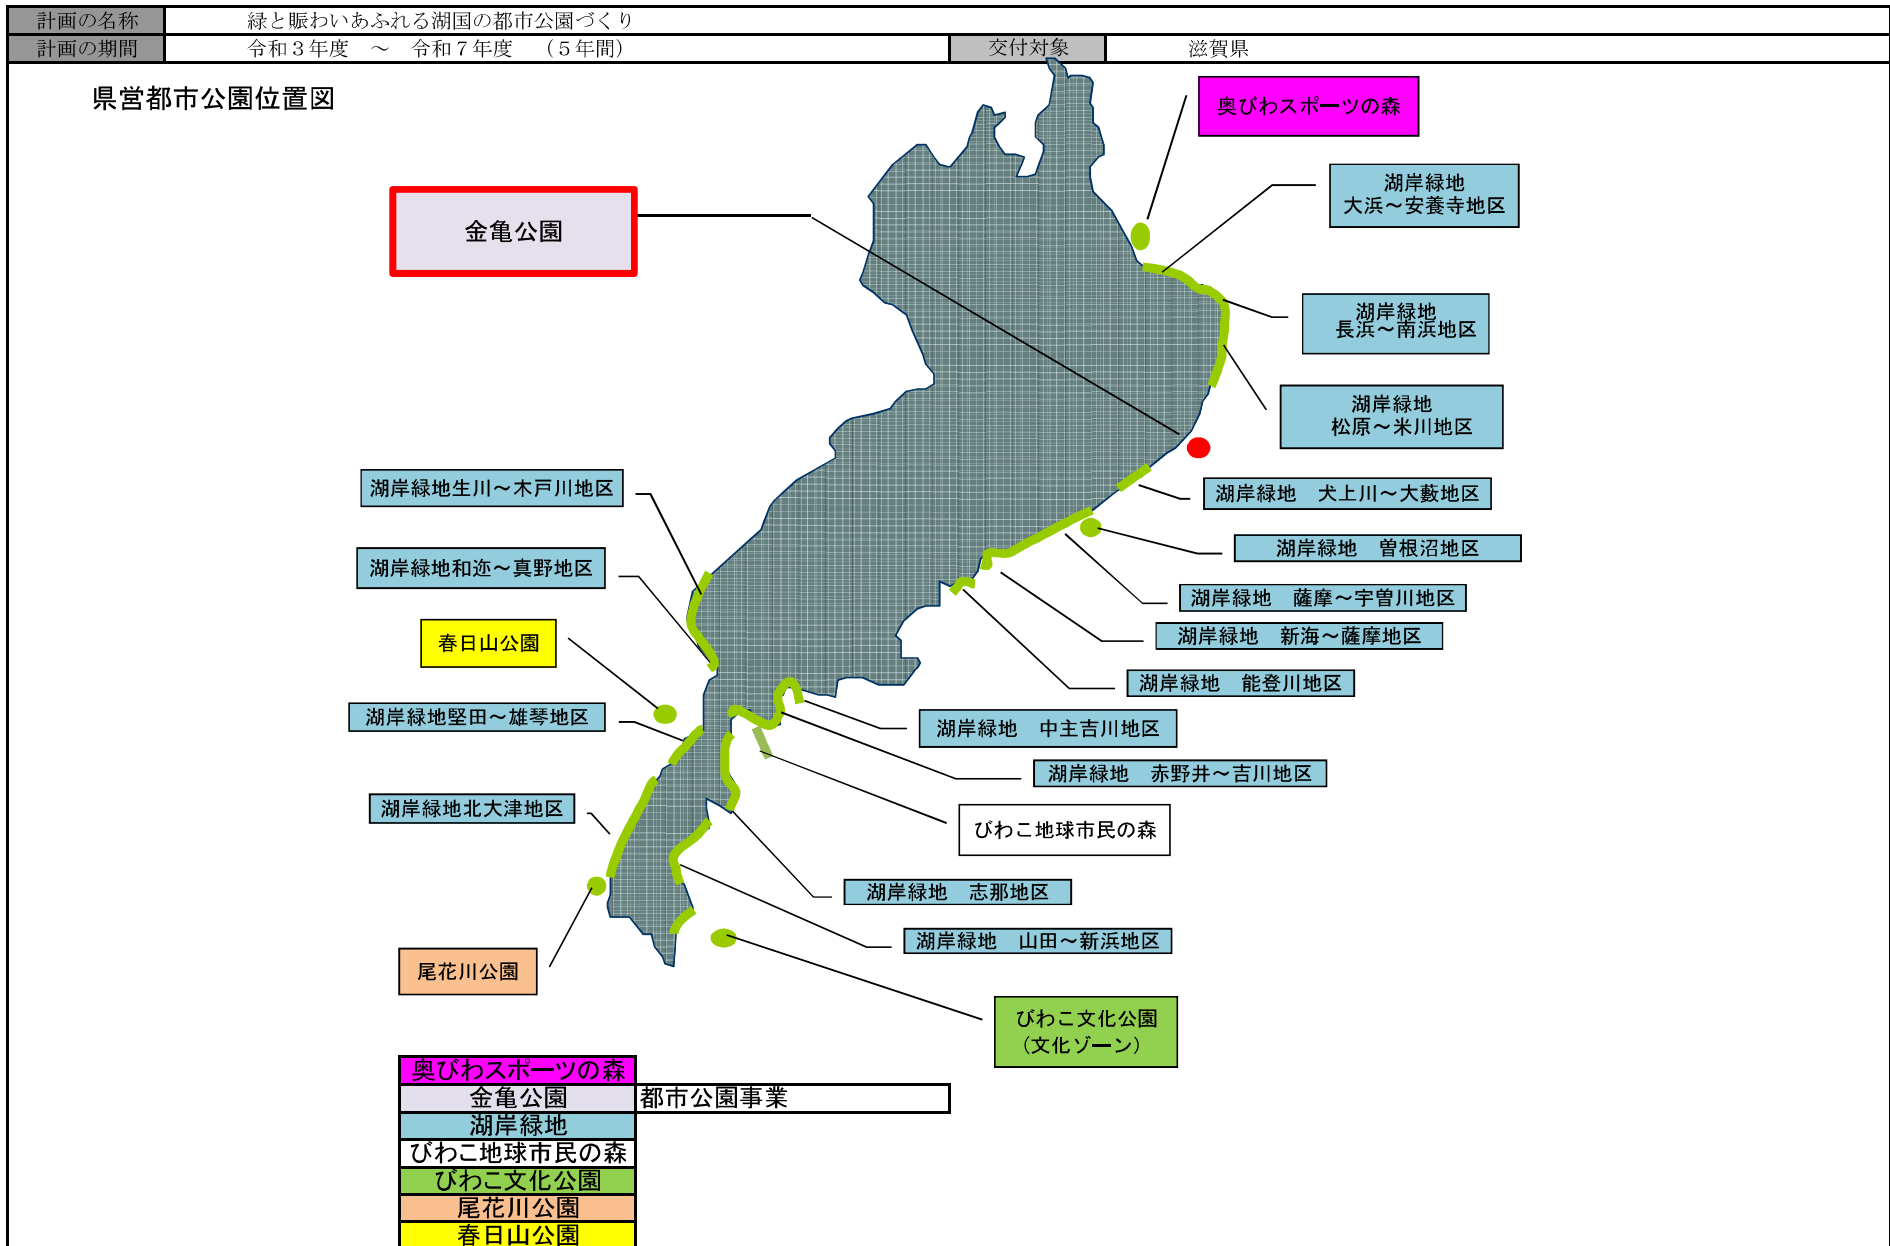 計画の名称 緑と賑わいあふれる湖国の都市公園づくり
計画の期間 令和３年度　～　令和７年度　（５年間） 交付対象 滋賀県
県営都市公園位置図
奥びわスポーツの森
湖岸緑地
大浜～安養寺地区
金亀公園
湖岸緑地
長浜～南浜地区
湖岸緑地
松原～米川地区
湖岸緑地生川～木戸川地区
湖岸緑地　犬上川～大藪地区
湖岸緑地　曽根沼地区
湖岸緑地和迩～真野地区
湖岸緑地　薩摩～宇曽川地区
湖岸緑地　新海～薩摩地区
春日山公園
湖岸緑地　能登川地区
湖岸緑地堅田～雄琴地区
湖岸緑地　中主吉川地区
湖岸緑地　赤野井～吉川地区
湖岸緑地北大津地区
びわこ地球市民の森
湖岸緑地　志那地区
湖岸緑地　山田～新浜地区
尾花川公園
びわこ文化公園
（文化ゾーン）
奥びわスポーツの森
金亀公園 都市公園事業
湖岸緑地
びわこ地球市民の森
びわこ文化公園
尾花川公園
春日山公園